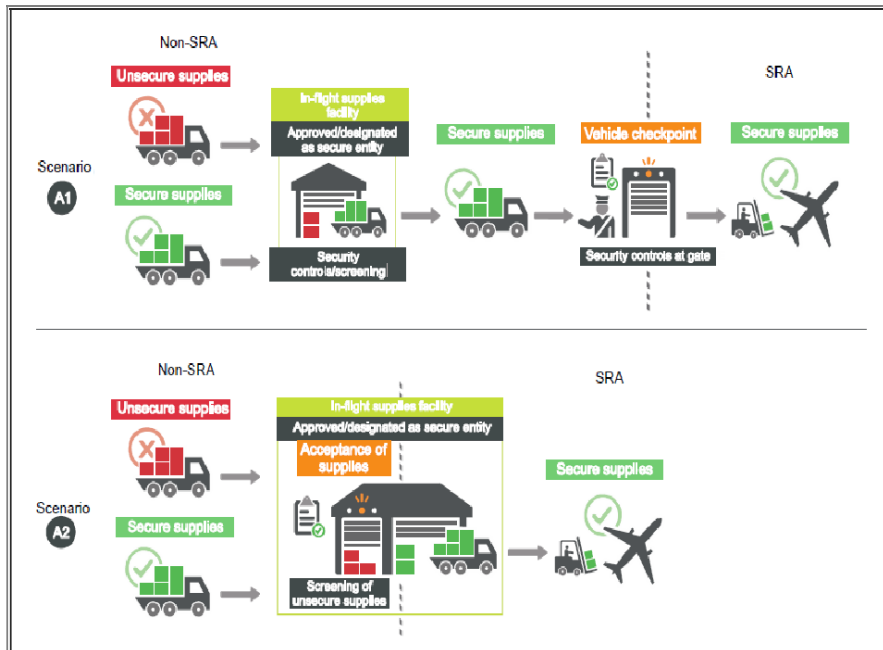 Non-SRA
SRA
Unsecure supplies
In-flight supplies
facility
Approved/designated
as secure entity
Secure supplies
Vehicle checkpoint
Secure supplies
Scenario
A1
Secure supplies
Security
controls/screening
Security controls at gate
Non-SRA
SRA
Unsecure supplies
In-flight supplies facility
Approved/designated as secure entity
Acceptance of
supplies
Secure supplies
Scenario
A2
Secure supplies
Screening of
unsecure supplies